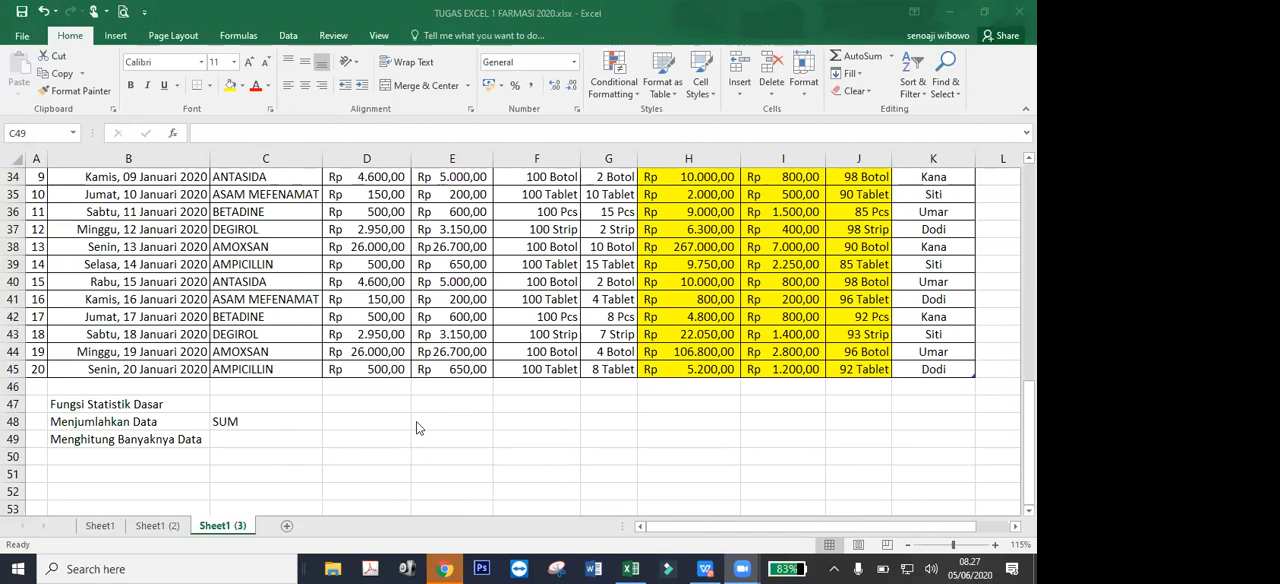 TUGAS EXCEL 1 FARMASI 2020.xlsx - Excel
File Home Insert Page Layout Formulas Data Review View Tell me what you want to do... senoaji wibowo Share
Paste Cut Copy Format Painter Clipboard
Calibri 11 B I U A Font
Wrap Text Merge & Center Alignment
General % , Number
Conditional Formatting Format as Table Cell Styles Styles
Insert Delete Format Cells
AutoSum Fill Clear Sort & Filter Find & Select Editing
C49 fx
A B C D E F G H I J K L
34 9 Kamis, 09 Januari 2020 ANTASIDA Rp 4.600,00 Rp 5.000,00 100 Botol 2 Botol Rp 10.000,00 Rp 800,00 98 Botol Kana
35 10 Jumat, 10 Januari 2020 ASAM MEFENAMAT Rp 150,00 Rp 200,00 100 Tablet 10 Tablet Rp 2.000,00 Rp 500,00 90 Tablet Siti
36 11 Sabtu, 11 Januari 2020 BETADINE Rp 500,00 Rp 600,00 100 Pcs 15 Pcs Rp 9.000,00 Rp 1.500,00 85 Pcs Umar
37 12 Minggu, 12 Januari 2020 DEGIROL Rp 2.950,00 Rp 3.150,00 100 Strip 2 Strip Rp 6.300,00 Rp 400,00 98 Strip Dodi
38 13 Senin, 13 Januari 2020 AMOXSAN Rp 26.000,00 Rp 26.700,00 100 Botol 10 Botol Rp 267.000,00 Rp 7.000,00 90 Botol Kana
39 14 Selasa, 14 Januari 2020 AMPICILLIN Rp 500,00 Rp 650,00 100 Tablet 15 Tablet Rp 9.750,00 Rp 2.250,00 85 Tablet Siti
40 15 Rabu, 15 Januari 2020 ANTASIDA Rp 4.600,00 Rp 5.000,00 100 Botol 2 Botol Rp 10.000,00 Rp 800,00 98 Botol Umar
41 16 Kamis, 16 Januari 2020 ASAM MEFENAMAT Rp 150,00 Rp 200,00 100 Tablet 4 Tablet Rp 800,00 Rp 200,00 96 Tablet Dodi
42 17 Jumat, 17 Januari 2020 BETADINE Rp 500,00 Rp 600,00 100 Pcs 8 Pcs Rp 4.800,00 Rp 800,00 92 Pcs Kana
43 18 Sabtu, 18 Januari 2020 DEGIROL Rp 2.950,00 Rp 3.150,00 100 Strip 7 Strip Rp 22.050,00 Rp 1.400,00 93 Strip Siti
44 19 Minggu, 19 Januari 2020 AMOXSAN Rp 26.000,00 Rp 26.700,00 100 Botol 4 Botol Rp 106.800,00 Rp 2.800,00 96 Botol Umar
45 20 Senin, 20 Januari 2020 AMPICILLIN Rp 500,00 Rp 650,00 100 Tablet 8 Tablet Rp 5.200,00 Rp 1.200,00 92 Tablet Dodi
46
47 Fungsi Statistik Dasar
48 Menjumlahkan Data SUM
49 Menghitung Banyaknya Data
50
51
52
53
Sheet1 Sheet1 (2) Sheet1 (3)
Ready 115%
Search here 83% 08.27
05/06/2020